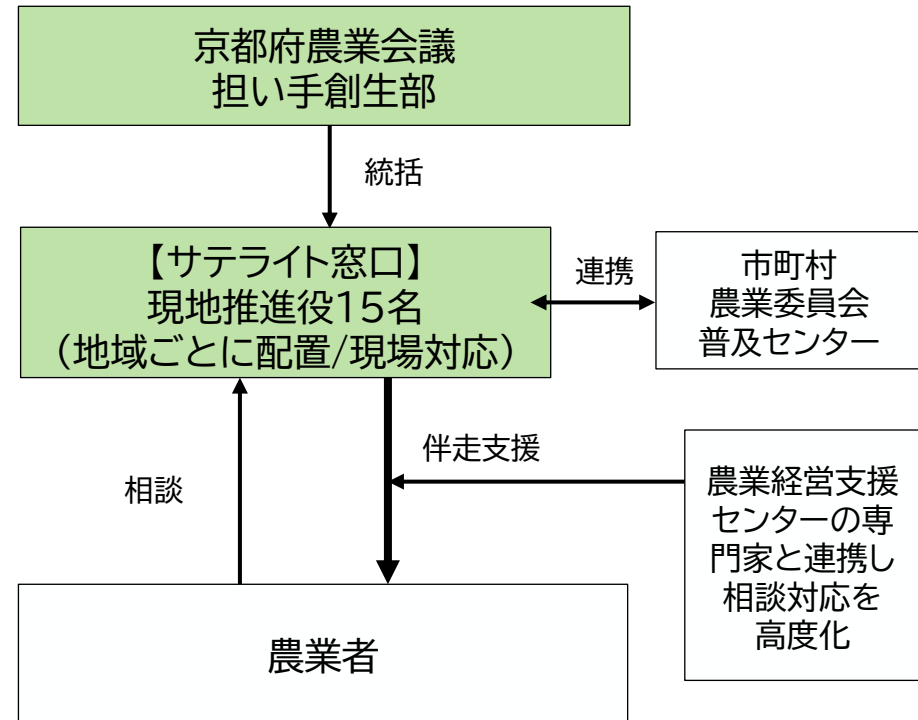 京都府農業会議
担い手創生部
統括
【サテライト窓口】
現地推進役15名
（地域ごとに配置/現場対応）
連携
市町村
農業委員会
普及センター
相談
伴走支援
農業経営支援
センターの専
門家と連携し
相談対応を
高度化
農業者